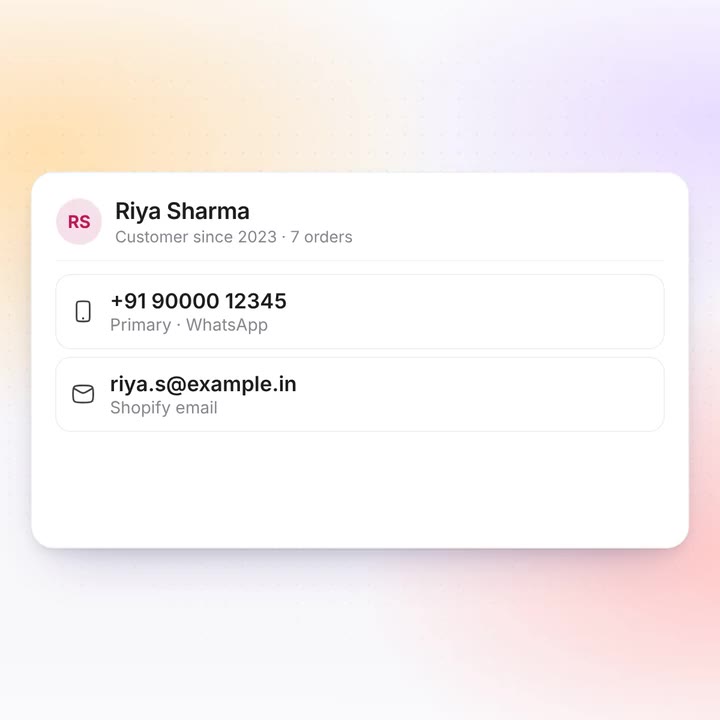 RS
Riya Sharma
Customer since 2023 · 7 orders
+91 90000 12345
Primary · WhatsApp
riya.s@example.in
Shopify email